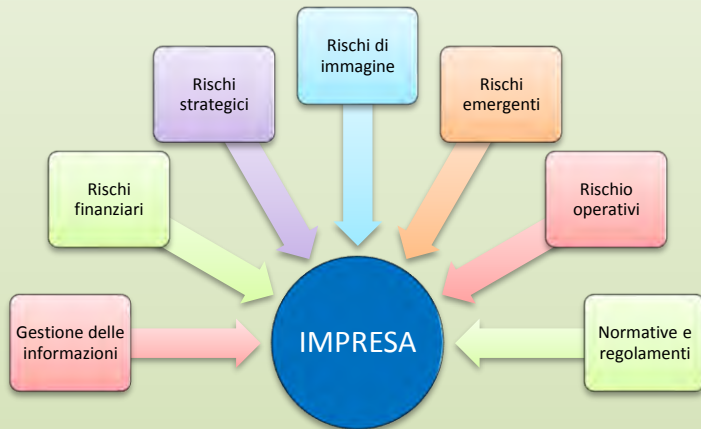 Rischi di
immagine
Rischi
strategici
Rischi
emergenti
Rischi
finanziari
Rischio
operativi
Gestione delle
informazioni
IMPRESA
Normative e
regolamenti